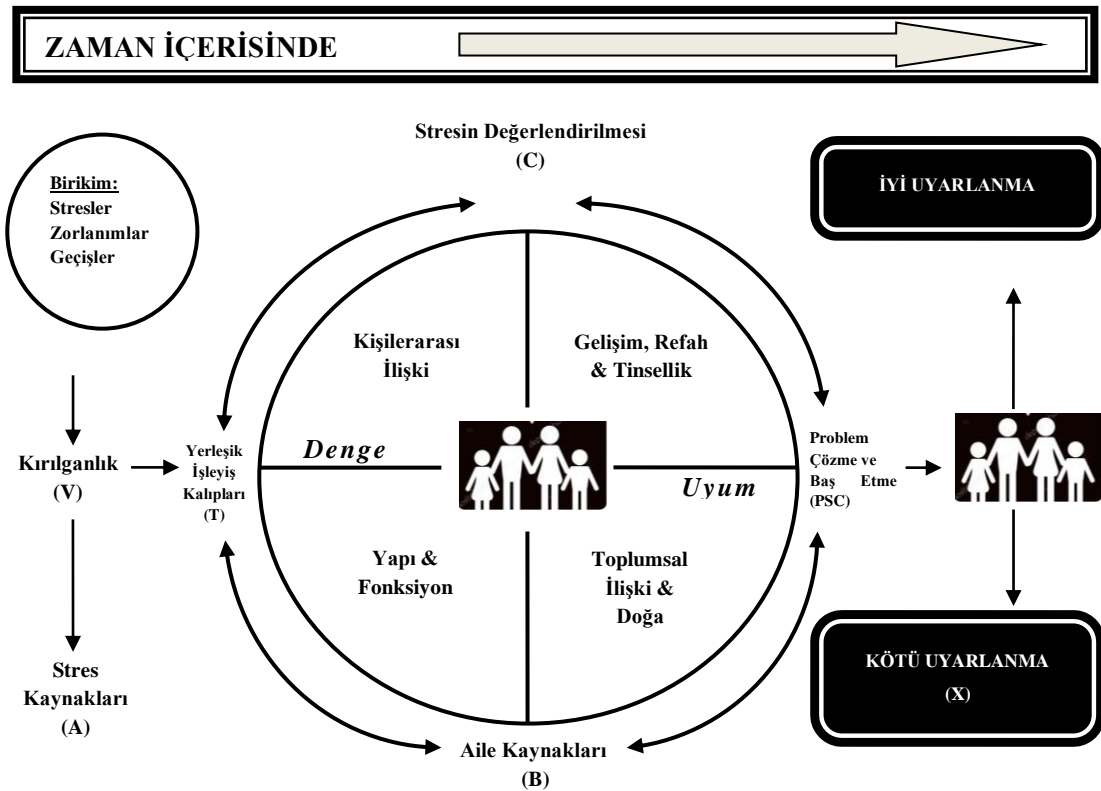 ZAMAN İÇERİSİNDE
Stresin Değerlendirilmesi
(C)
Birikim:
Stresler
Zorlanımlar
Geçişler
İYİ UYARLANMA
Kişilerarası
İlişki
Gelişim, Refah
& Tinsellik
Kırılganlık
(V)
Yerleşik
İşleyiş
Kalıpları
(T)
Denge
Uyum
Problem
Çözme ve
Baş Etme
(PSC)
Yapı &
Fonksiyon
Toplumsal
İlişki &
Doğa
Stres
Kaynakları
(A)
KÖTÜ UYARLANMA
(X)
Aile Kaynakları
(B)